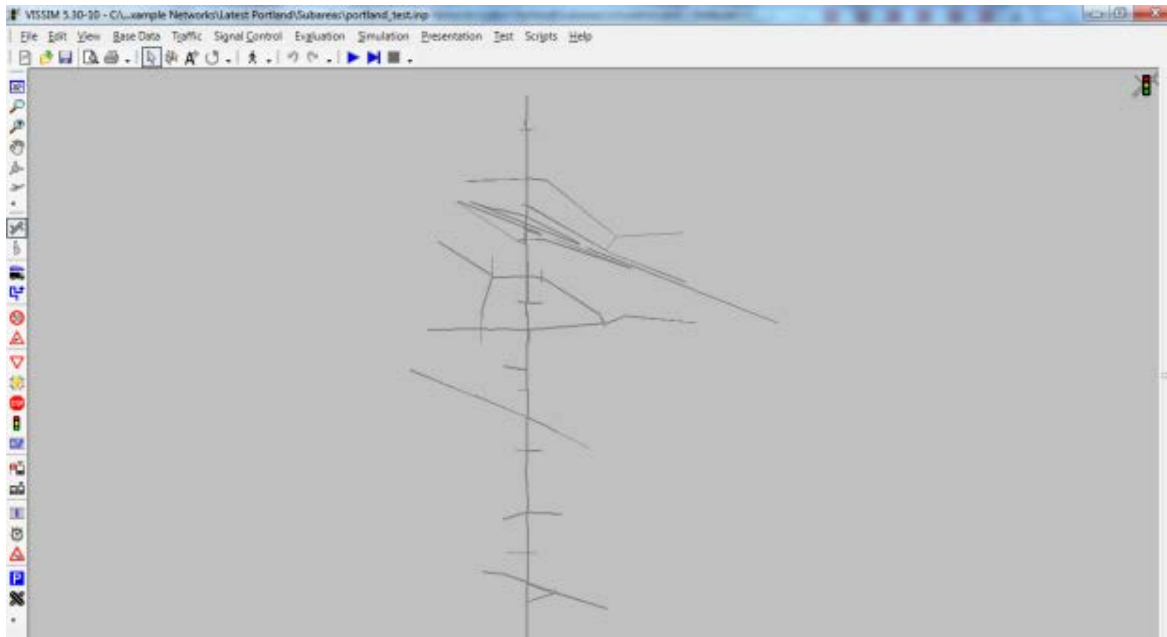 VISSIM 5.30-10 - C:\...xample Networks\Latest Portland\Subareas\portland_test.inp
File Edit View Base Data Traffic Signal Control Evaluation Simulation Presentation Test Scripts Help
STOP
P